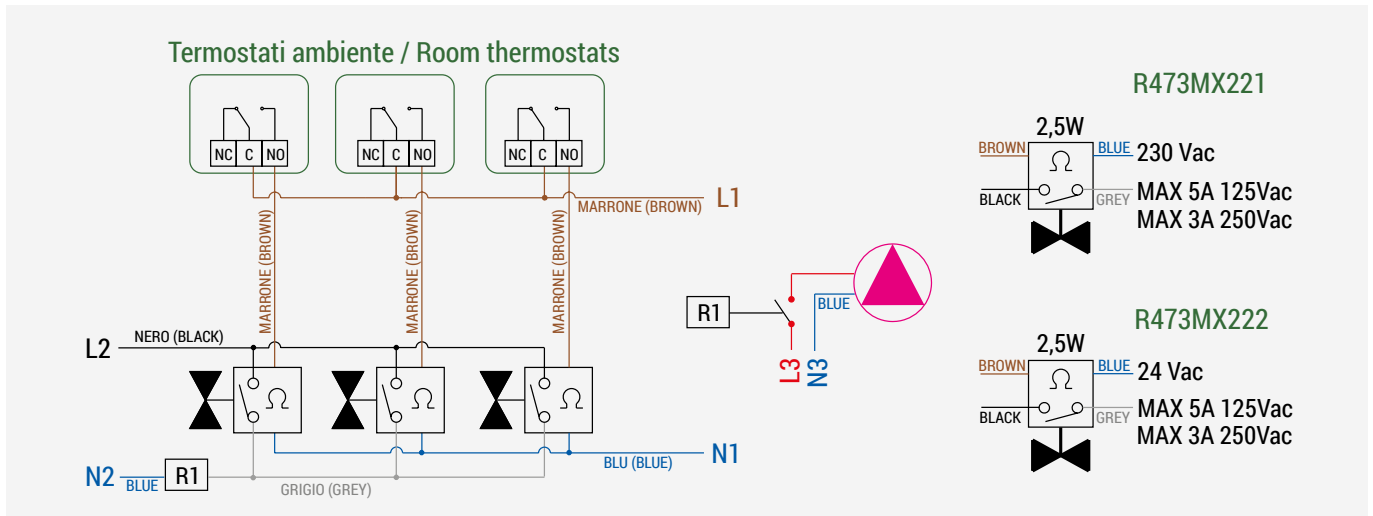 Termostati ambiente / Room thermostats
NC C NO
NC C NO
NC C NO
MARRONE (BROWN) L1
MARRONE (BROWN)
MARRONE (BROWN)
MARRONE (BROWN)
L2 NERO (BLACK)
Ω
Ω
Ω
BLU (BLUE) N1
N2 BLUE R1
GRIGIO (GREY)
R1
BLUE
L3
N3
R473MX221
2,5W
BROWN Ω BLUE 230 Vac
BLACK GREY MAX 5A 125Vac
MAX 3A 250Vac
R473MX222
2,5W
BROWN Ω BLUE 24 Vac
BLACK GREY MAX 5A 125Vac
MAX 3A 250Vac